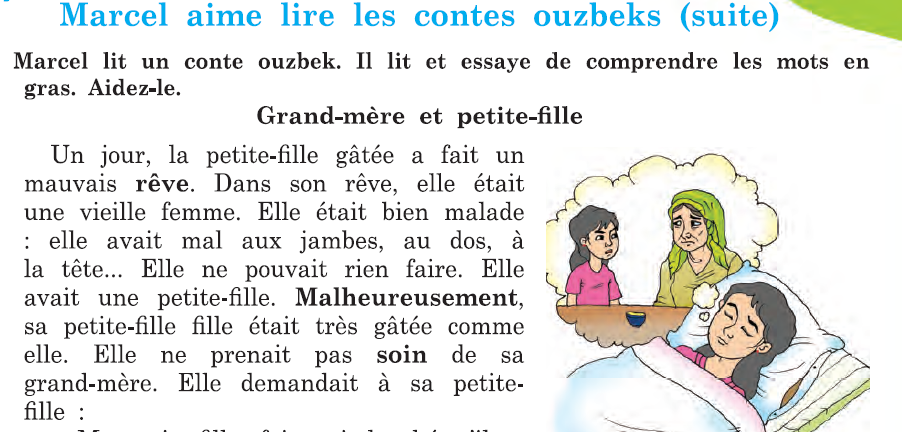 Marcel aime lire les contes ouzbeks (suite)
Marcel lit un conte ouzbek. Il lit et essaye de comprendre les mots en
gras. Aidez-le.
Grand-mère et petite-fille
Un jour, la petite-fille gâtée a fait un
mauvais rêve. Dans son rêve, elle était
une vieille femme. Elle était bien malade
: elle avait mal aux jambes, au dos, à
la tête... Elle ne pouvait rien faire. Elle
avait une petite-fille. Malheureusement,
sa petite-fille fille était très gâtée comme
elle. Elle ne prenait pas soin de sa
grand-mère. Elle demandait à sa petite-
fille :